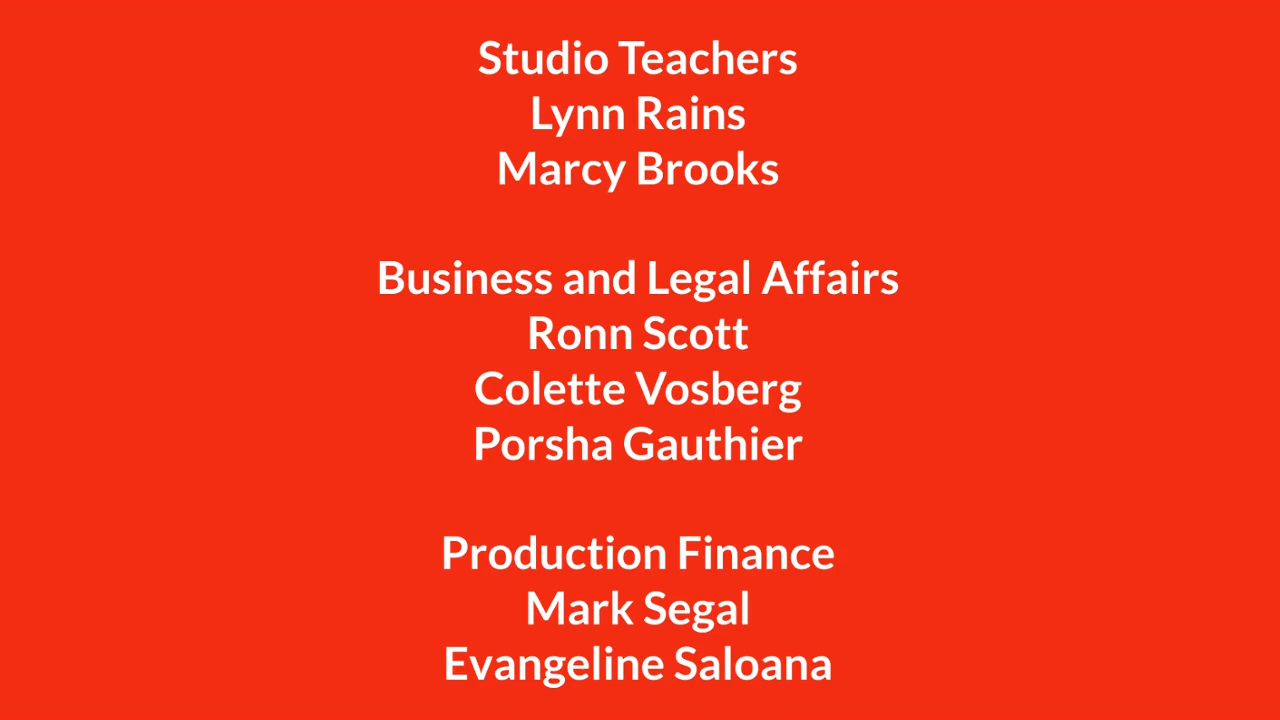 Studio Teachers
Lynn Rains
Marcy Brooks
Business and Legal Affairs
Ronn Scott
Colette Vosberg
Porsha Gauthier
Production Finance
Mark Segal
Evangeline Saloana